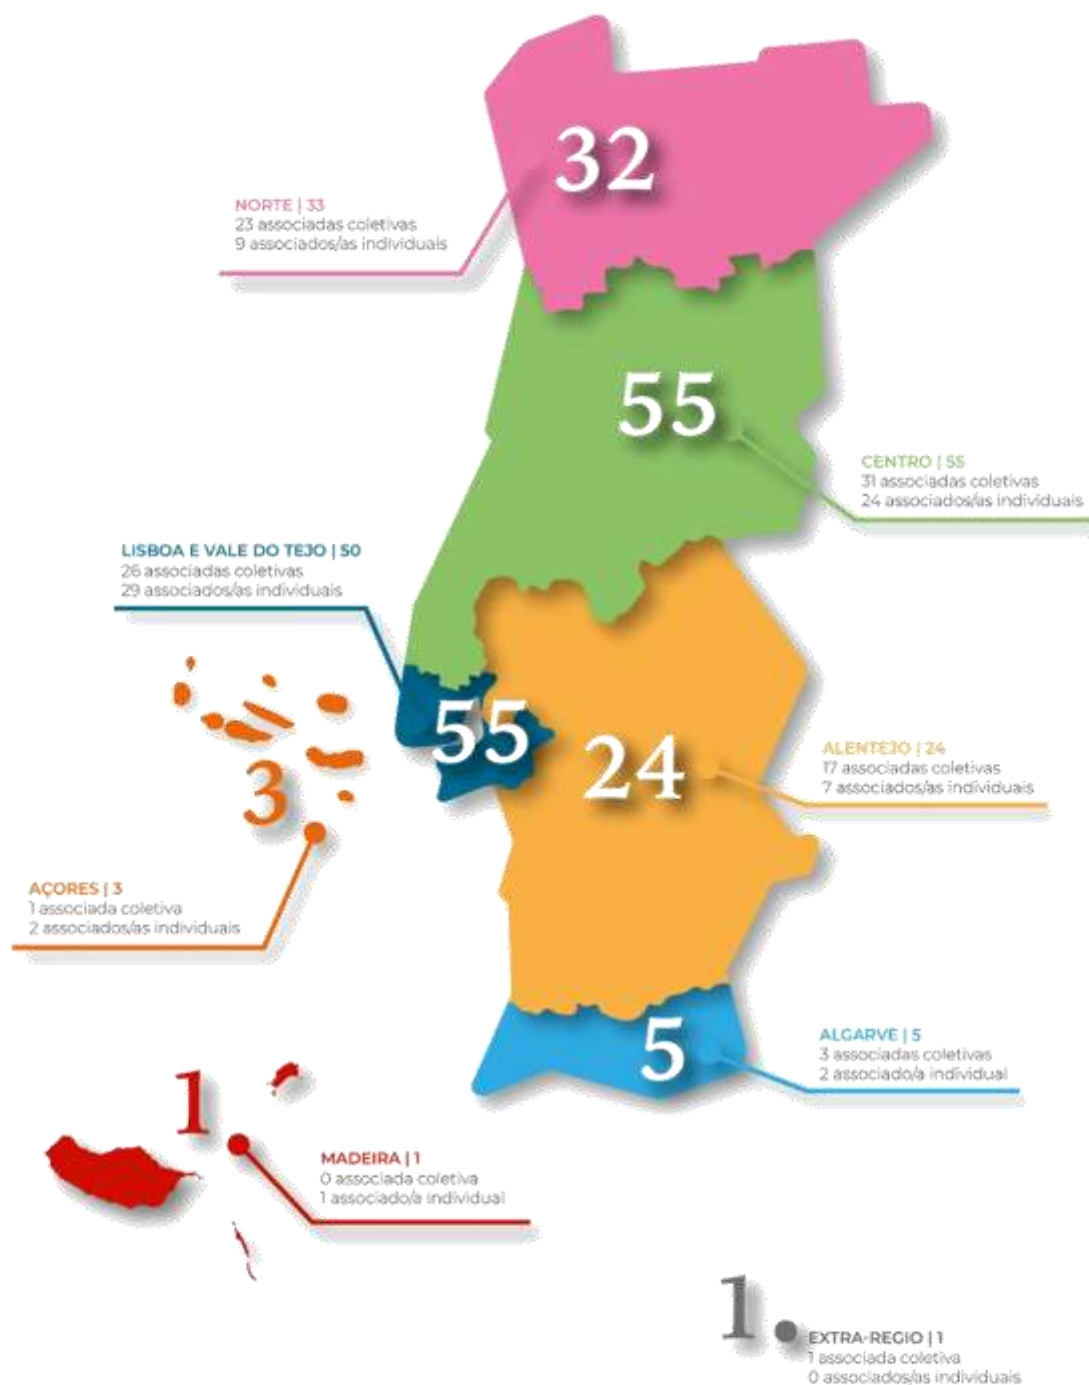 32
NORTE | 33
23 associadas coletivas
9 associados/as individuais
55
CENTRO | 55
31 associadas coletivas
24 associados/as individuais
LISBOA E VALE DO TEJO | 50
26 associadas coletivas
29 associados/as individuais
55
24
ALENTEJO | 24
17 associadas coletivas
7 associados/as individuais
3
AÇORES | 3
1 associada coletiva
2 associados/as individuais
5
ALGARVE | 5
3 associadas coletivas
2 associado/a individual
1
MADEIRA | 1
0 associada coletiva
1 associado/a individual
1
EXTRA-REGIO | 1
1 associada coletiva
0 associados/as individuais